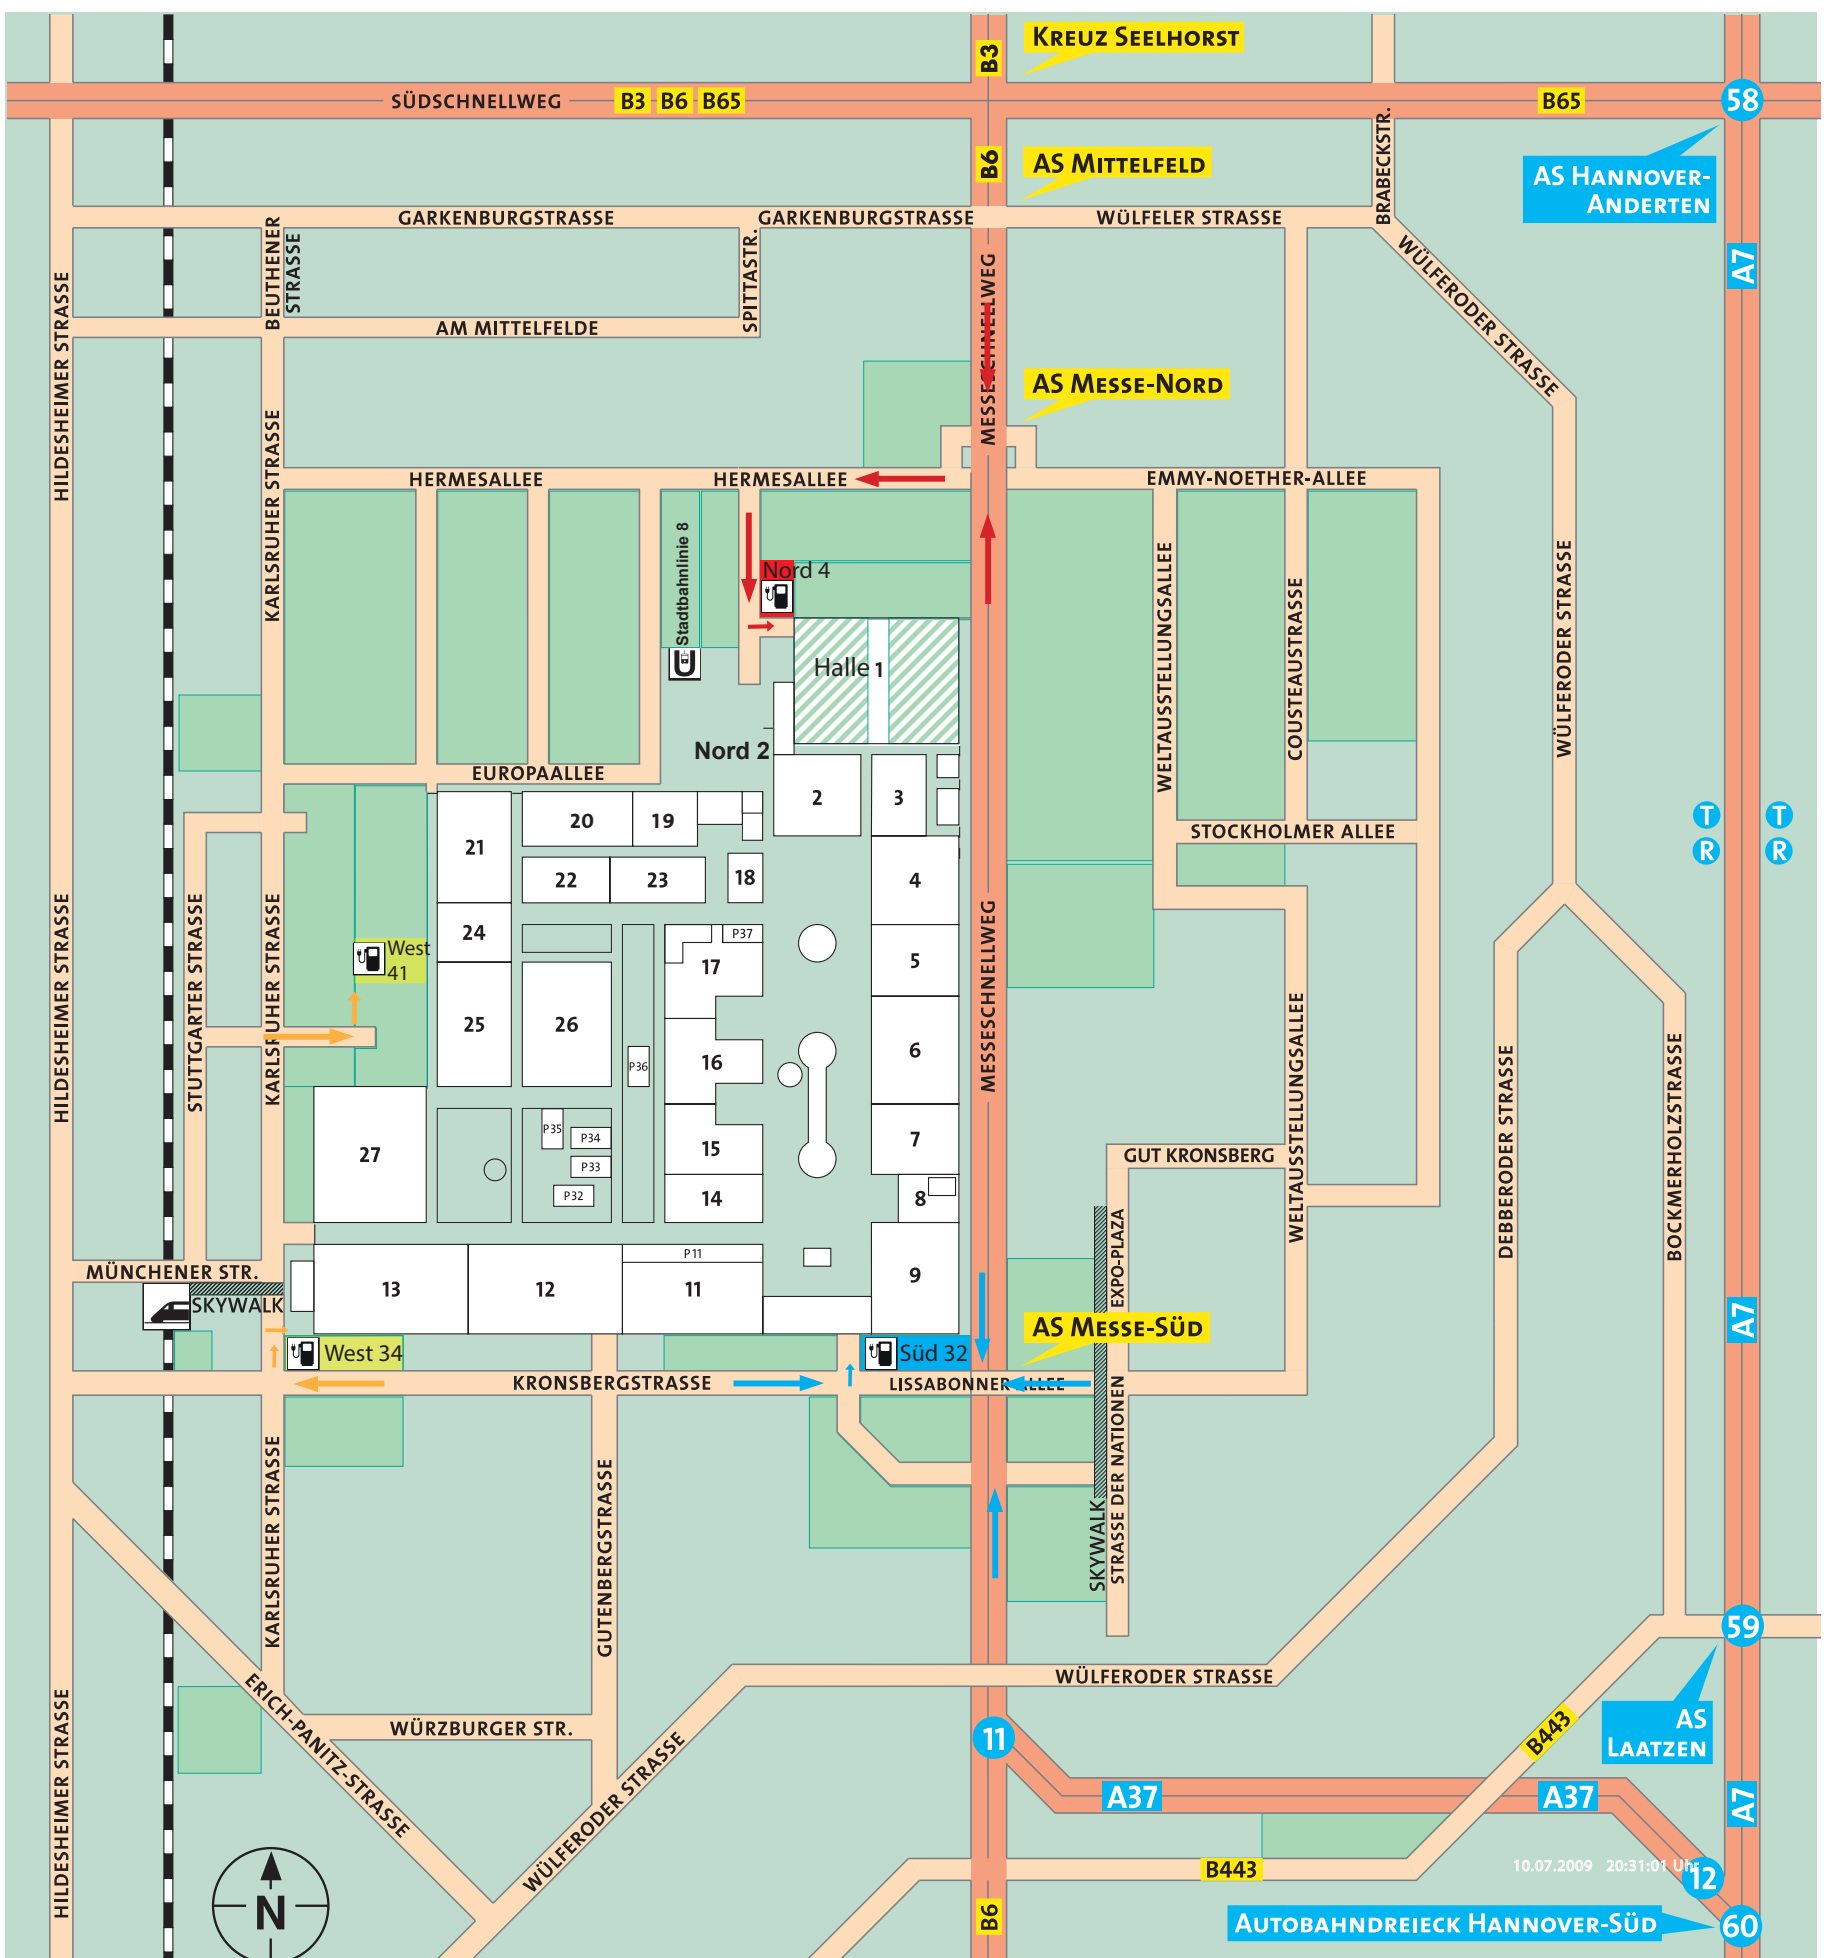 KREUZ SEELHORST
B3
SÜDSCHNELLWEG
B3 B6 B65
B65
58
B6
AS MITTELFELD
BRABECKSTR.
AS HANNOVER-
ANDERTEN
GARKENBURGSTRASSE
GARKENBURGSTRASSE
WÜLFELER STRASSE
BEUTHENER
STRASSE
SPITTASTR.
MESSESCHNELLWEG
WÜLFERODER STRASSE
A7
HILDESHEIMER STRASSE
AM MITTELFELDE
AS MESSE-NORD
KARLSRUHER STRASSE
HERMESALLEE
HERMESALLEE
EMMY-NOETHER-ALLEE
Stadtbahnlinie 8
Nord 4
WELTAUSSTELLUNGSALLEE
COUSTEAUSTRASSE
WÜLFERODER STRASSE
U
Halle 1
Nord 2
EUROPAALLEE
2
3
20
19
21
22
23
18
4
STOCKHOLMER ALLEE
T
T
R
R
HILDESHEIMER STRASSE
STUTTGARTER STRASSE
KARLSRUHER STRASSE
West
41
24
P37
17
5
MESSESCHNELLWEG
25
26
P36
16
6
WELTAUSSTELLUNGSALLEE
DEBBERODER STRASSE
BOCKMERHOLZSTRASSE
27
P35
P34
P33
P32
15
14
7
8
GUT KRONSBERG
EXPO-PLAZA
MÜNCHENER STR.
SKYWALK
13
12
P11
11
9
AS MESSE-SÜD
A7
West 34
Süd 32
KRONSBERGSTRASSE
LISSABONNER ALLEE
KARLSRUHER STRASSE
GUTENBERGSTRASSE
SKYWALK
STRASSE DER NATIONEN
59
HILDESHEIMER STRASSE
ERICH-PANITZ-STRASSE
WÜRZBURGER STR.
WÜLFERODER STRASSE
WÜLFERODER STRASSE
11
B443
AS
LAATZEN
A37
A37
A7
B443
10.07.2009 20:31:01 Uhr
12
N
B6
AUTOBAHNDREIECK HANNOVER-SÜD
60